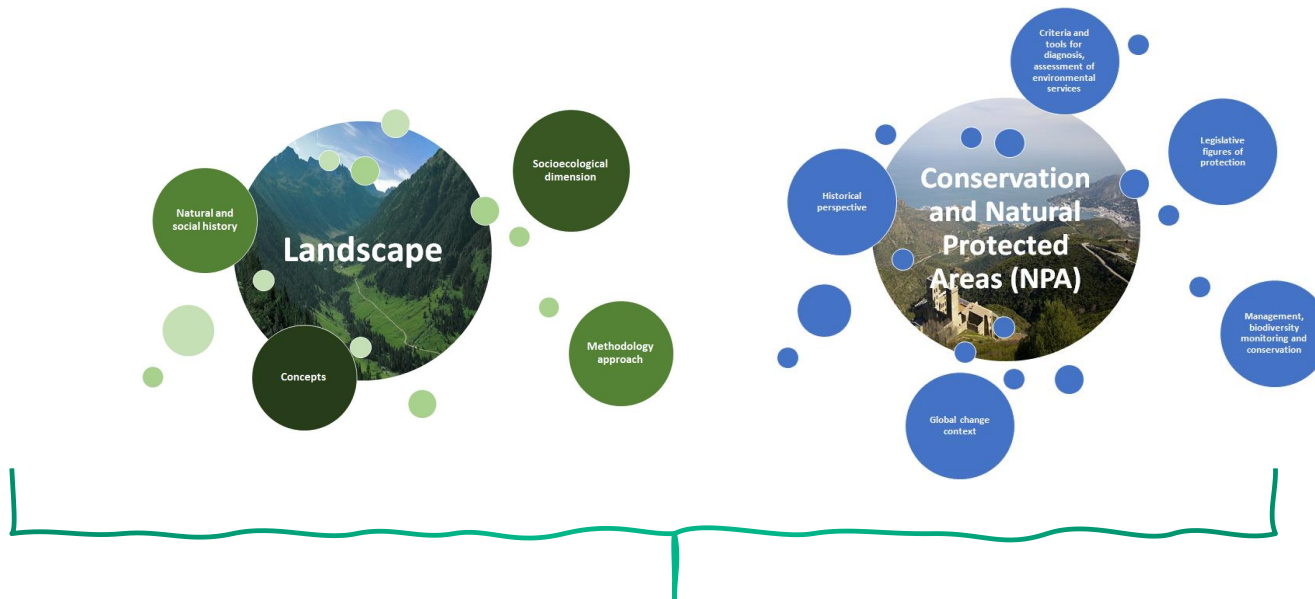 Landscape
Natural and
social history
Socioecological
dimension
Concepts
Methodology
approach
Conservation
and Natural
Protected
Areas (NPA)
Criteria and
tools for
diagnosis,
assessment of
environmental
services
Legislative
figures of
protection
Historical
perspective
Management,
biodiversity
monitoring and
conservation
Global change
context